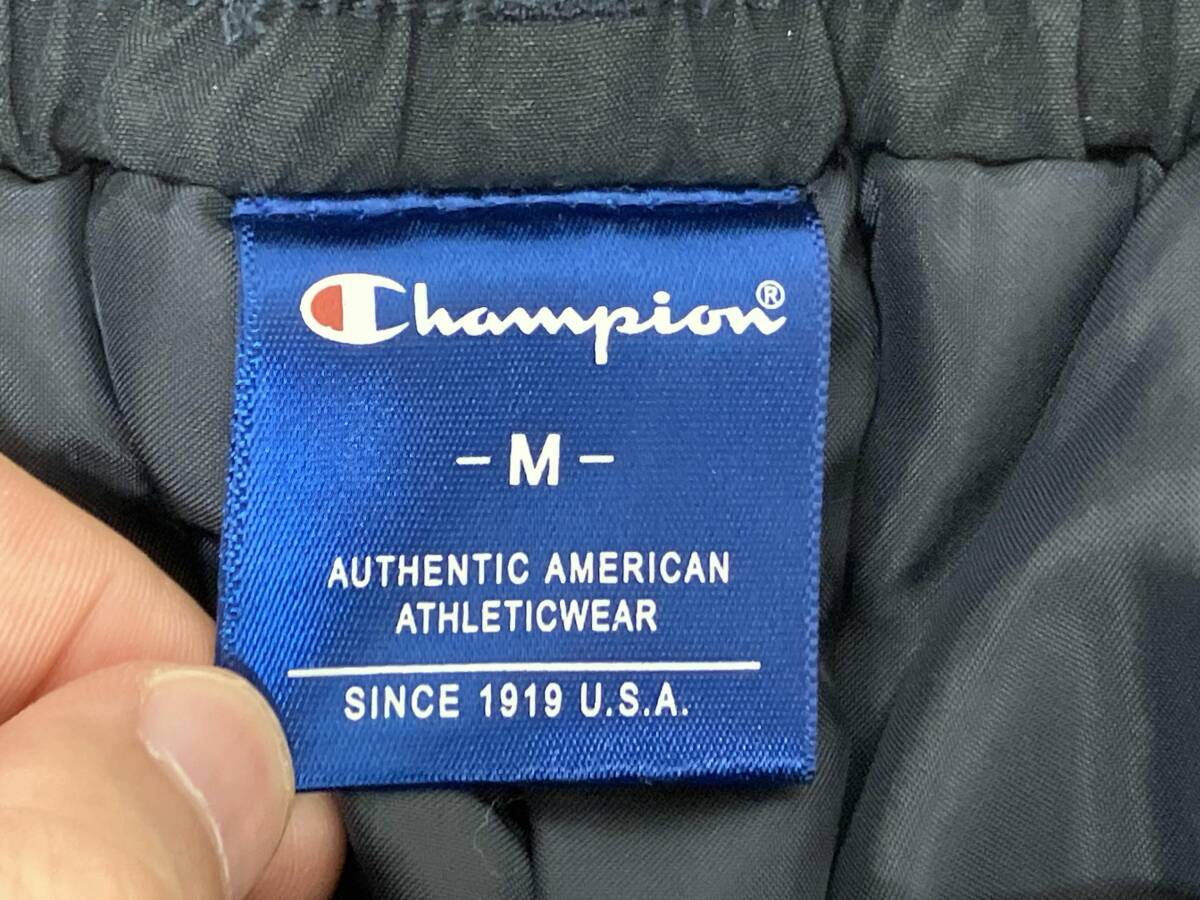 Champion®
- M -
AUTHENTIC AMERICAN
ATHLETICWEAR
SINCE 1919 U.S.A.